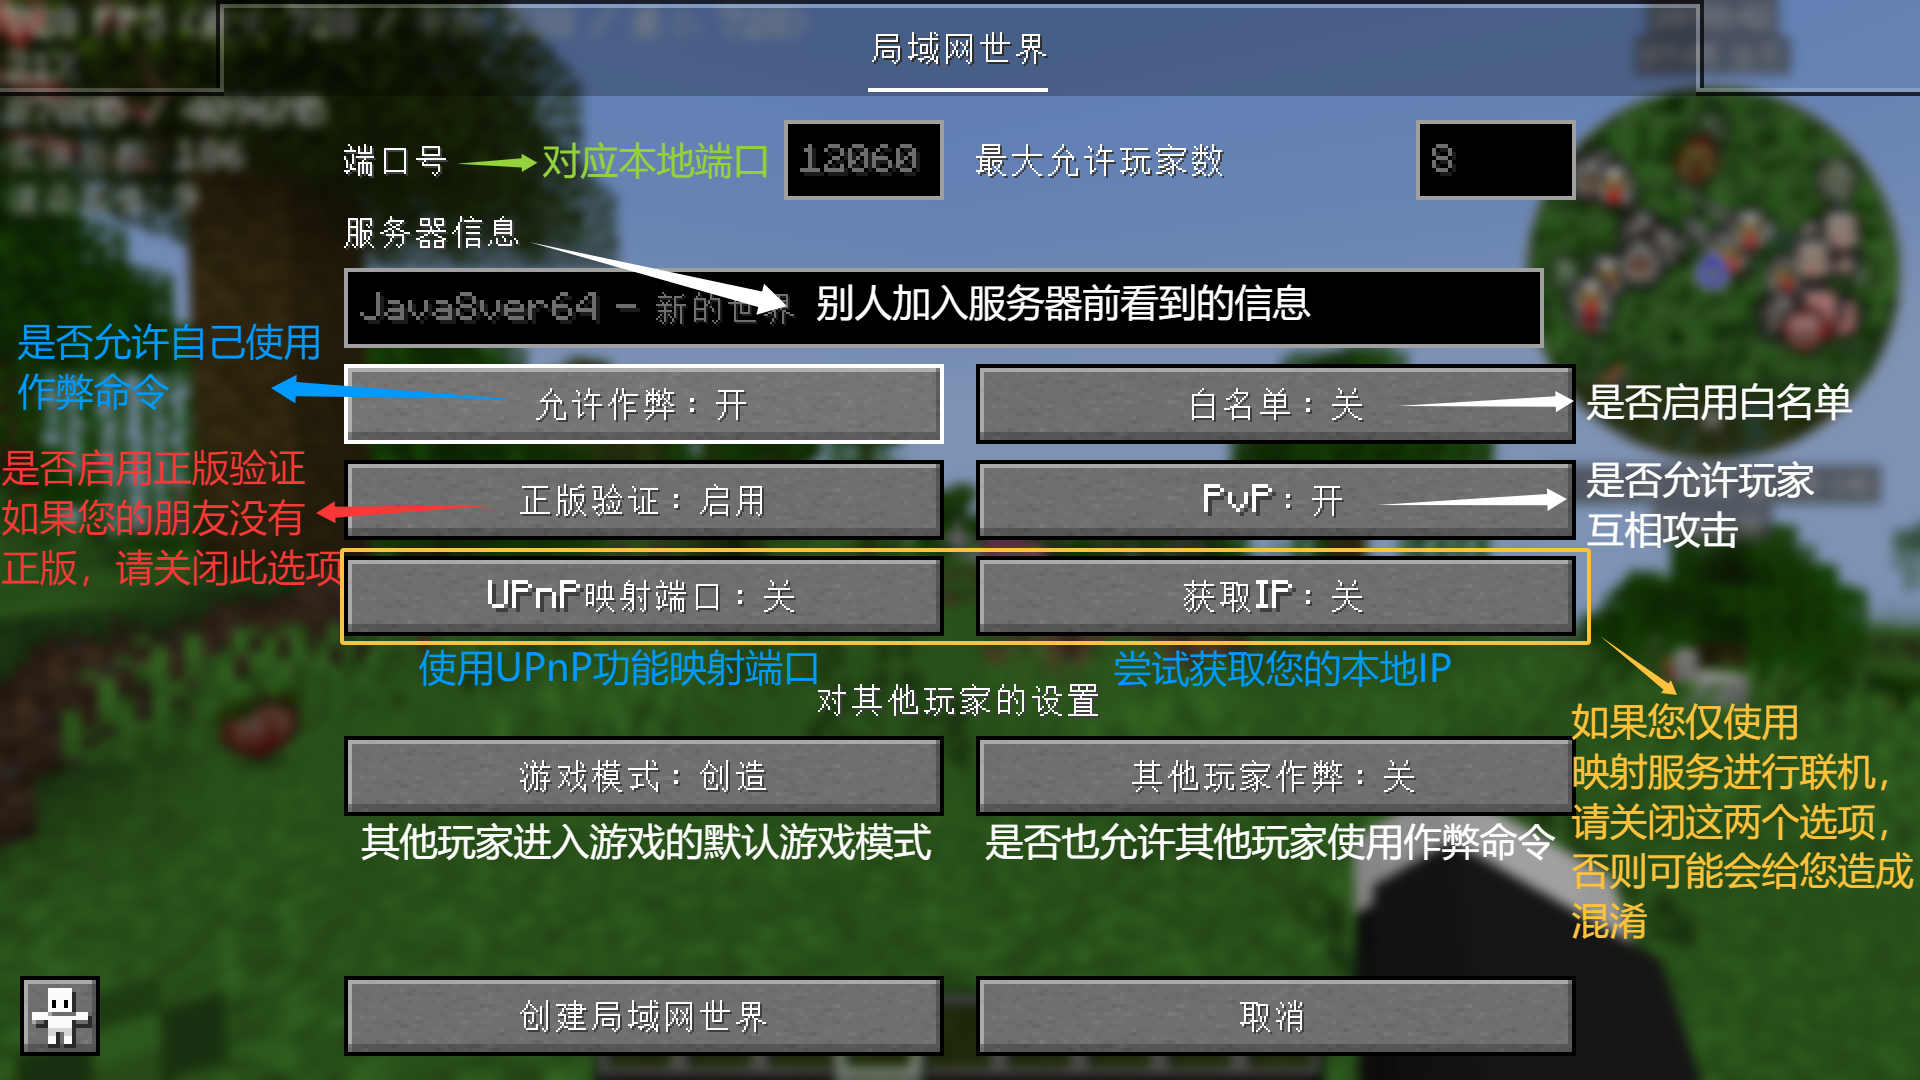 局域网世界
端口号
对应本地端口
12060
最大允许玩家数
8
服务器信息
Java8ver64 - 新的世界
别人加入服务器前看到的信息
是否允许自己使用
作弊命令
允许作弊：开
白名单：关
是否启用白名单
是否启用正版验证
如果您的朋友没有
正版，请关闭此选项
正版验证：启用
PvP：开
是否允许玩家
互相攻击
UPnP映射端口：关
获取IP：关
使用UPnP功能映射端口
尝试获取您的本地IP
如果您仅使用
映射服务进行联机，
请关闭这两个选项，
否则可能会给您造成
混淆
对其他玩家的设置
游戏模式：创造
其他玩家作弊：关
其他玩家进入游戏的默认游戏模式
是否也允许其他玩家使用作弊命令
创建局域网世界
取消